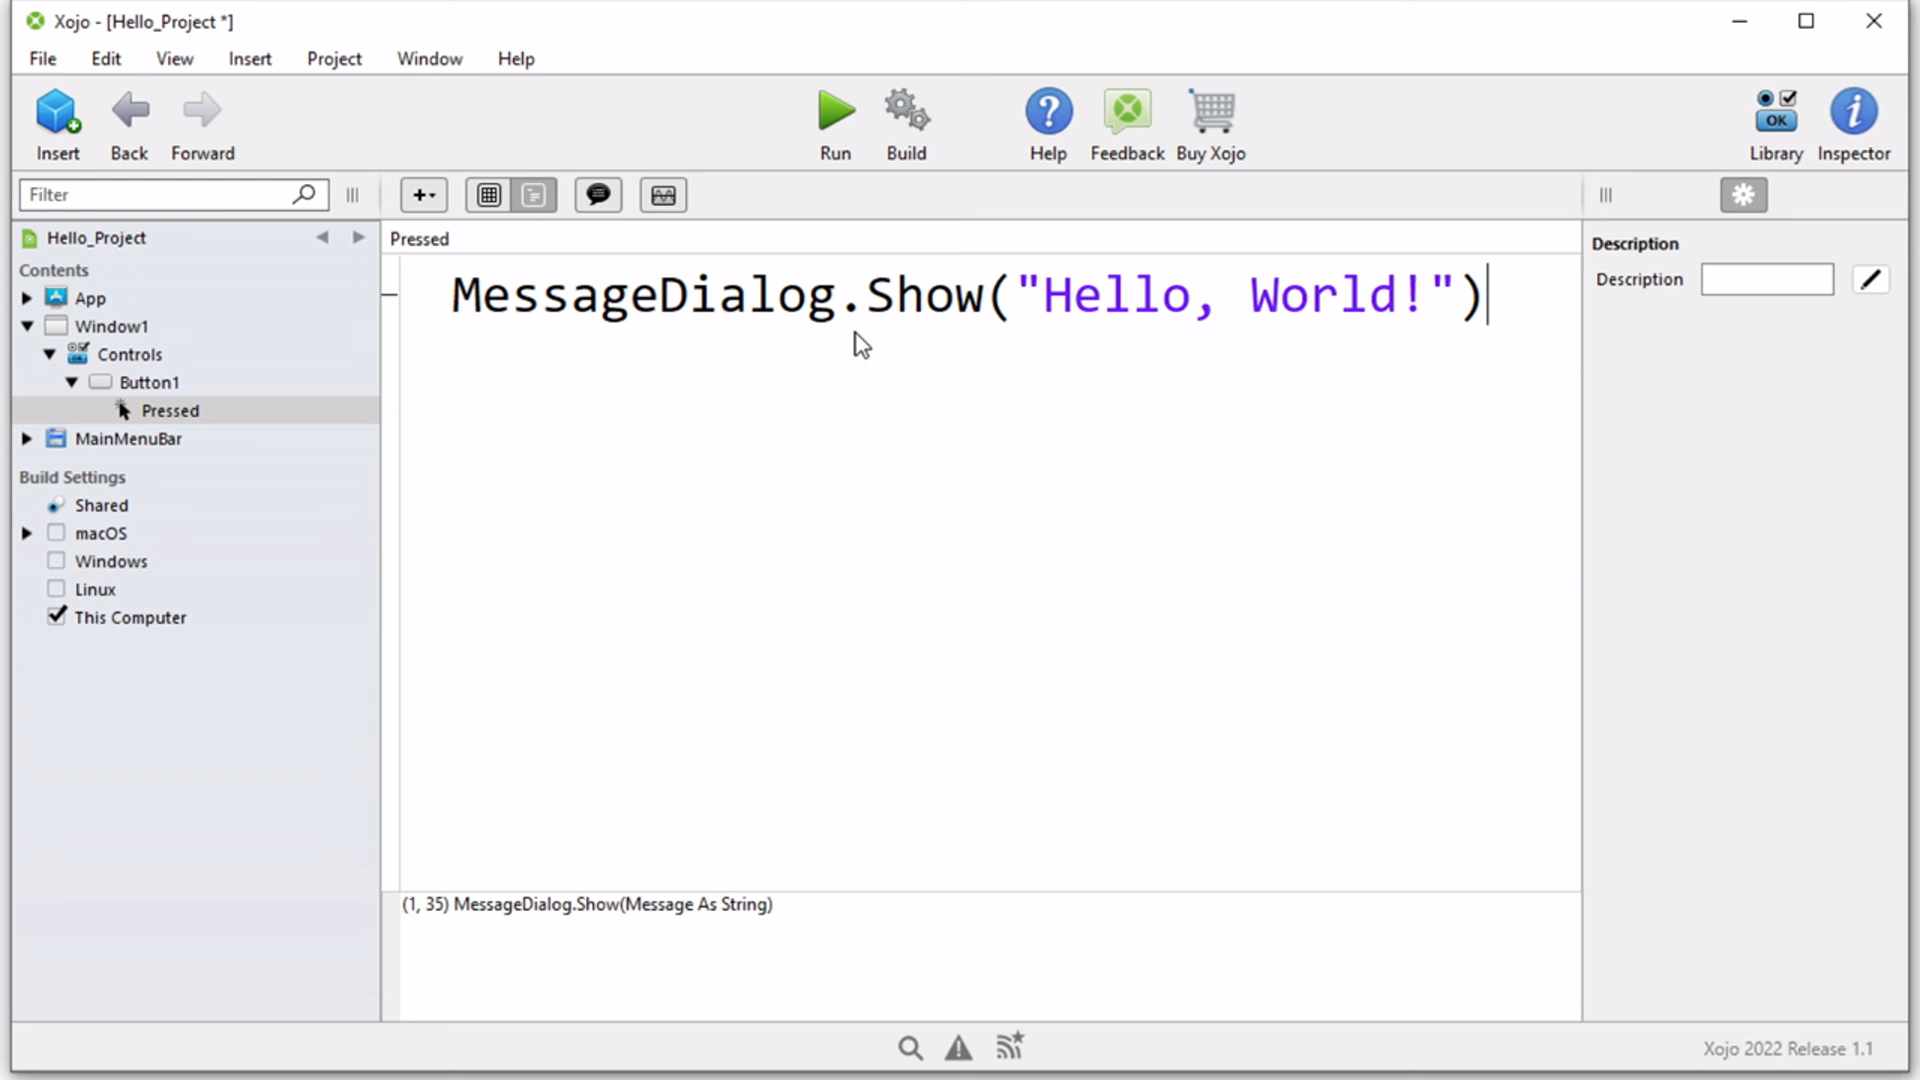 Xojo - [Hello_Project *]
File Edit View Insert Project Window Help
Insert Back Forward Run Build Help Feedback Buy Xojo OK Library Inspector
Filter
Hello_Project
Contents
App
Window1
Controls
Button1
Pressed
MainMenuBar
Build Settings
Shared
macOS
Windows
Linux
This Computer
Pressed
MessageDialog.Show("Hello, World!")
(1, 35) MessageDialog.Show(Message As String)
Description
Description
Xojo 2022 Release 1.1